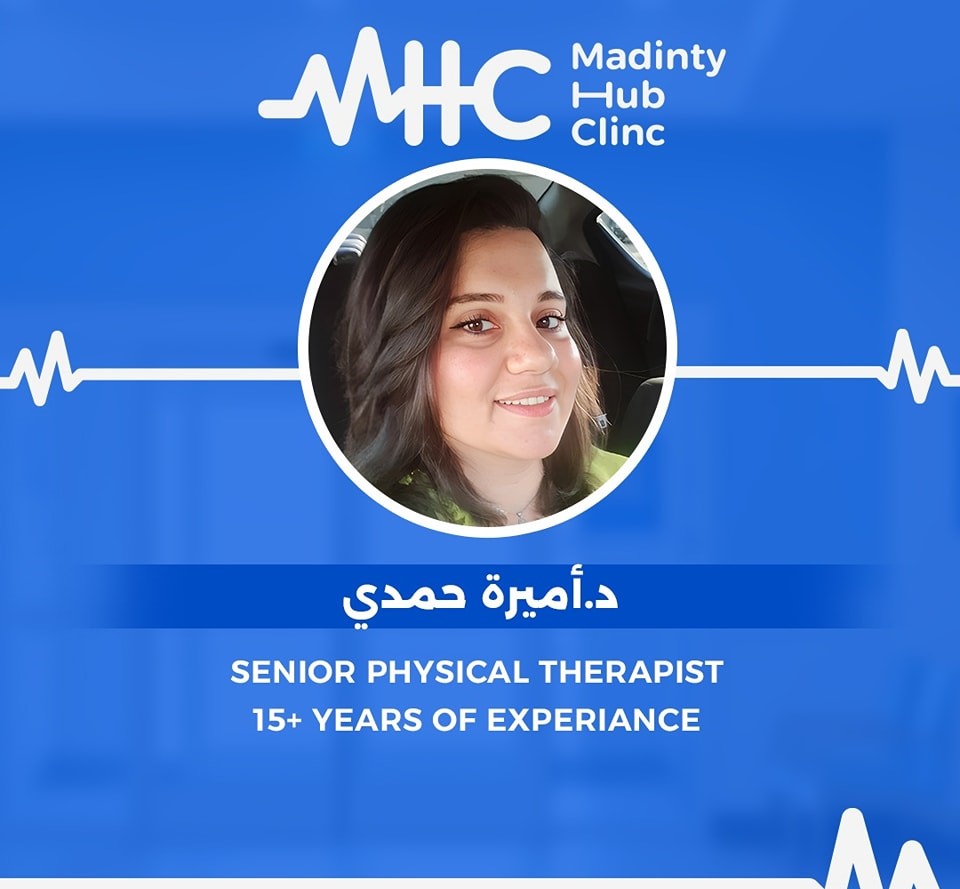 MHC
Madinty
Hub
Clinc
د.أميرة حمدي
SENIOR PHYSICAL THERAPIST
15+ YEARS OF EXPERIANCE